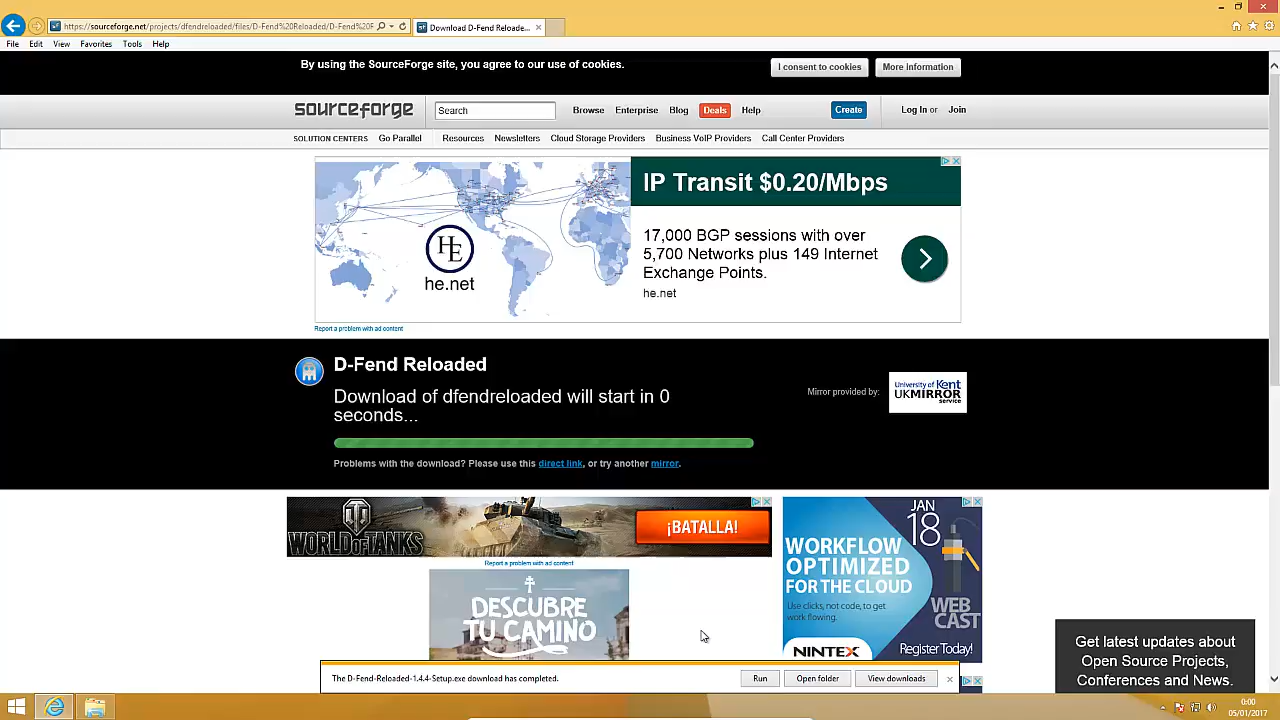 https://sourceforge.net/projects/dfendreloaded/files/D-Fend%20Reloaded/D-Fend%20F
Download D-Fend Reloade...
File Edit View Favorites Tools Help
By using the SourceForge site, you agree to our use of cookies.
I consent to cookies
More information
sourceforge
Search
Browse Enterprise Blog Deals Help
Create
Log In or Join
SOLUTION CENTERS Go Parallel Resources Newsletters Cloud Storage Providers Business VoIP Providers Call Center Providers
HE
he.net
IP Transit $0.20/Mbps
17,000 BGP sessions with over
5,700 Networks plus 149 Internet
Exchange Points.
he.net
Report a problem with ad content
D-Fend Reloaded
Download of dfendreloaded will start in 0
seconds...
Mirror provided by:
University of Kent
UKMIRROR
service
Problems with the download? Please use this direct link, or try another mirror.
WORLD OF TANKS
¡BATALLA!
Report a problem with ad content
DESCUBRE
TU CAMINO
JAN
18
WORKFLOW
OPTIMIZED
FOR THE CLOUD
Use clicks, not code, to get
work flowing.
WEB
CAST
NINTEX
Register Today!
Get latest updates about
Open Source Projects,
Conferences and News.
The D-Fend-Reloaded-1.4.4-Setup.exe download has completed.
Run
Open folder
View downloads
0:00
05/01/2017